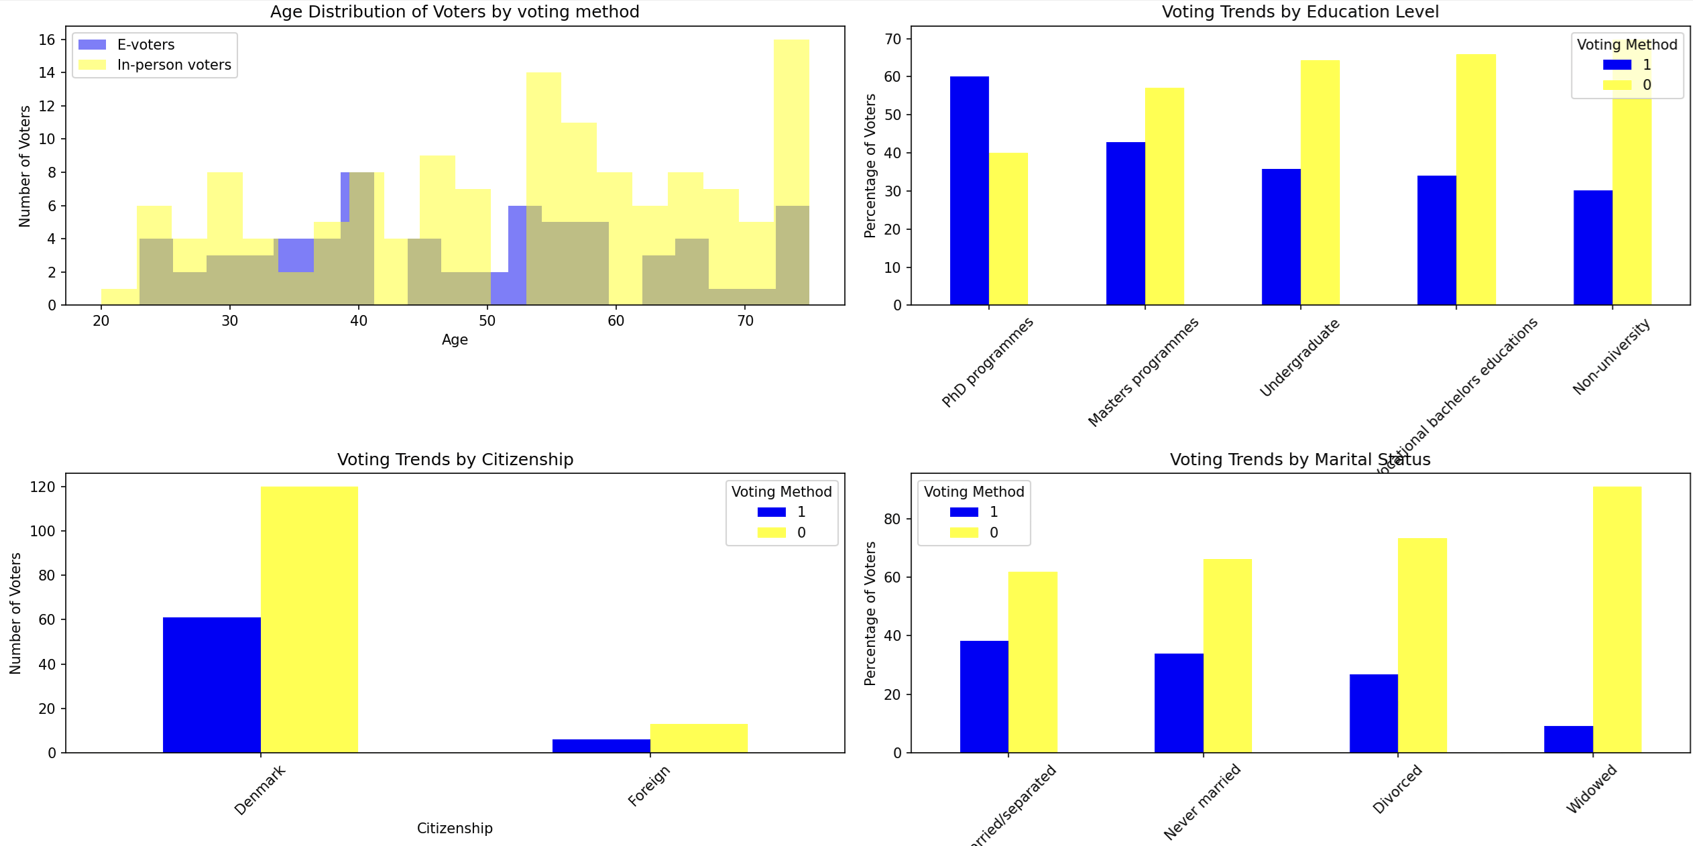 Age Distribution of Voters by voting method
E-voters
In-person voters
Number of Voters
16
14
12
10
8
6
4
2
0
20 30 40 50 60 70
Age
Voting Trends by Education Level
Voting Method
1
0
Percentage of Voters
70
60
50
40
30
20
10
0
PhD programmes
Masters programmes
Undergraduate
ocational bachelors educations
Non-university
Voting Trends by Citizenship
Voting Method
1
0
Number of Voters
120
100
80
60
40
20
0
Denmark
Foreign
Citizenship
Voting Trends by Marital Status
Voting Method
1
0
Percentage of Voters
80
60
40
20
0
arried/separated
Never married
Divorced
Widowed